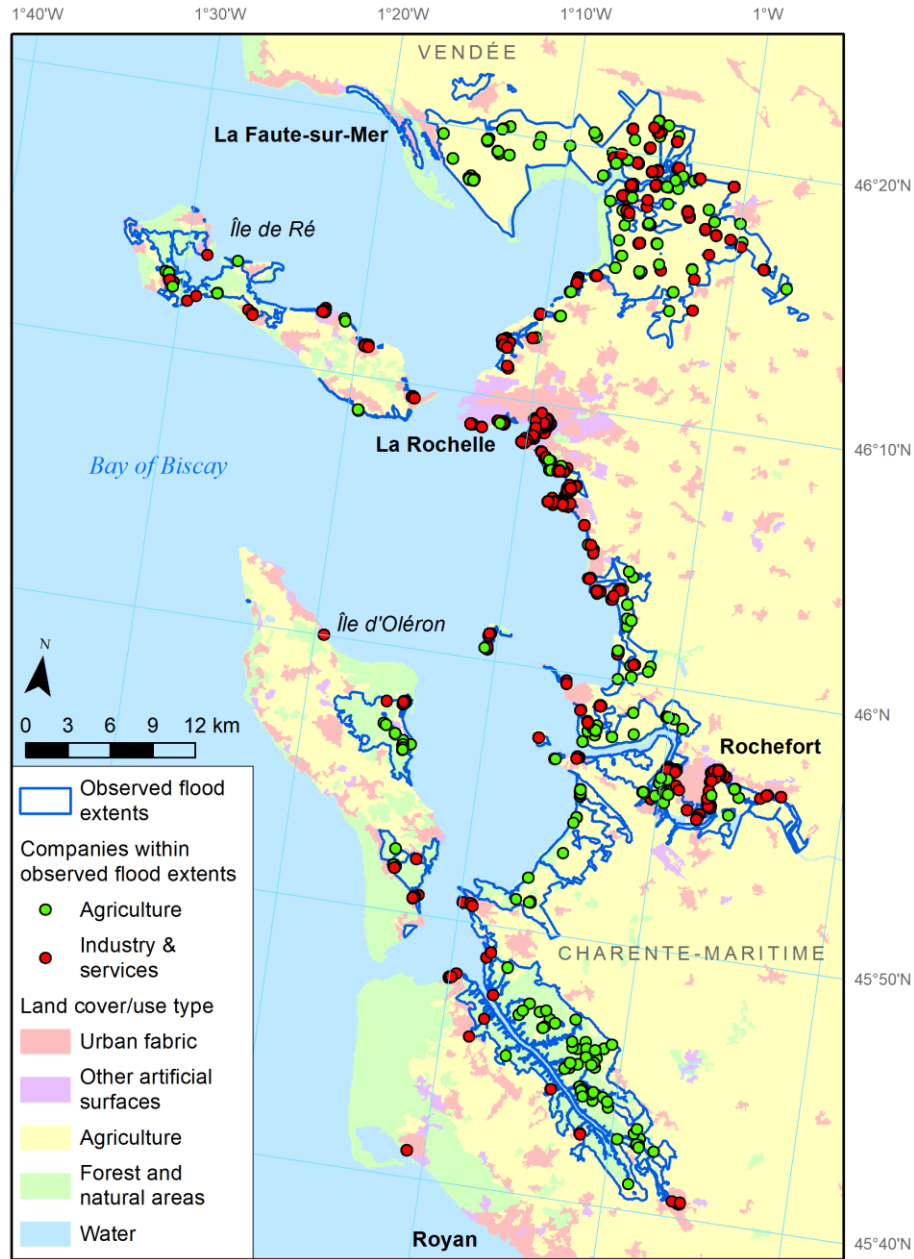 1°40'W
1°30'W
1°20'W
1°10'W
1°W
VENDÉE
La Faute-sur-Mer
46°20'N
Île de Ré
La Rochelle
46°10'N
Bay of Biscay
Île d'Oléron
N
0 3 6 9 12 km
46°N
Rochefort
Observed flood
extents
Companies within
observed flood extents
Agriculture
Industry &
services
Land cover/use type
Urban fabric
Other artificial
surfaces
Agriculture
Forest and
natural areas
Water
CHARENTE-MARITIME
45°50'N
Royan
45°40'N